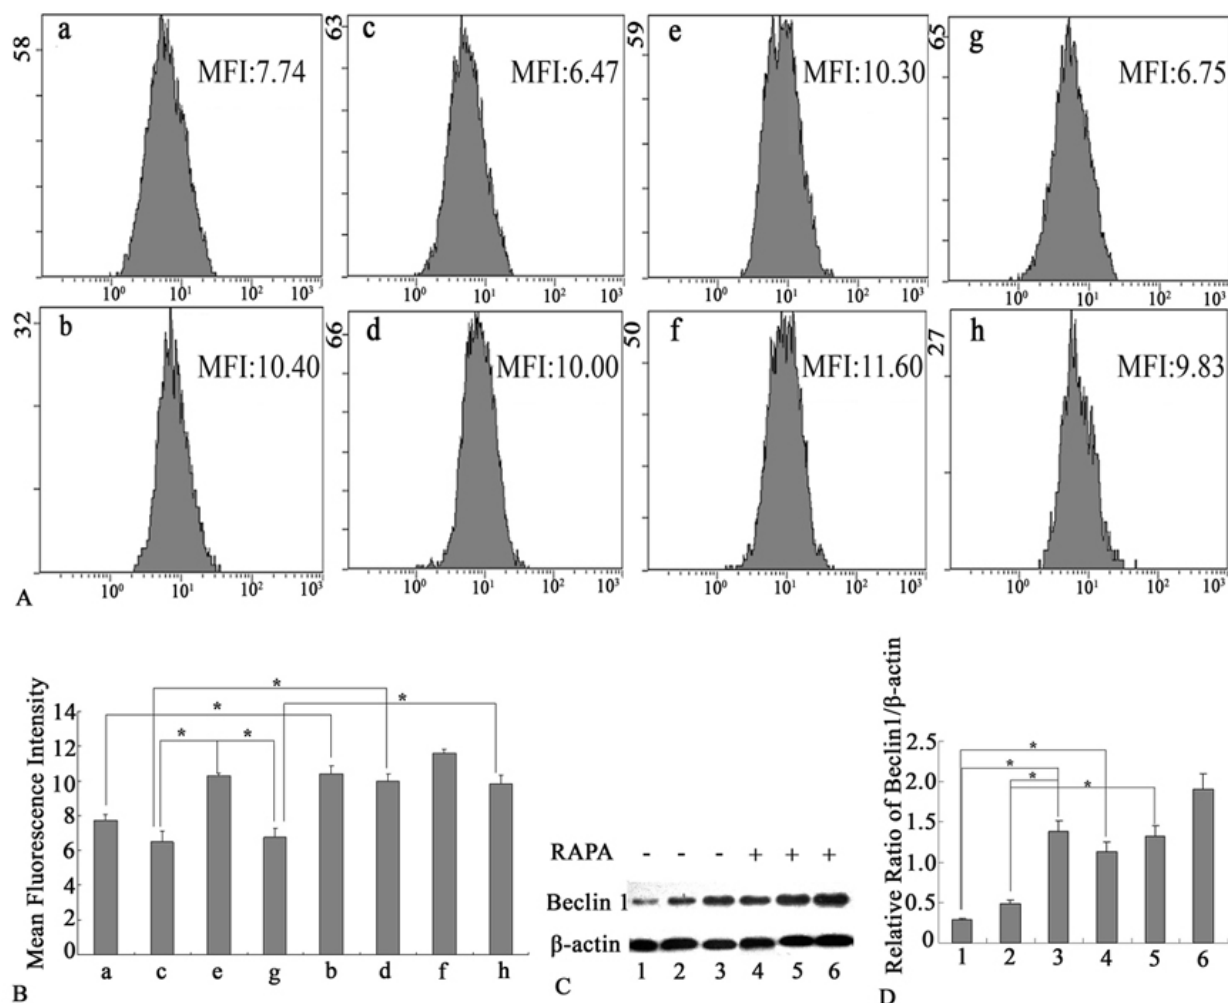 a
58
MFI:7.74
10⁰ 10¹ 10² 10³
c
63
MFI:6.47
10⁰ 10¹ 10² 10³
e
59
MFI:10.30
10⁰ 10¹ 10² 10³
g
65
MFI:6.75
10⁰ 10¹ 10² 10³
b
32
MFI:10.40
10⁰ 10¹ 10² 10³
d
66
MFI:10.00
10⁰ 10¹ 10² 10³
f
50
MFI:11.60
10⁰ 10¹ 10² 10³
h
27
MFI:9.83
10⁰ 10¹ 10² 10³
A
Mean Fluorescence Intensity
14
12
10
8
6
4
2
0
* * * * *
a c e g b d f h
B
RAPA - - - + + +
Beclin 1
β-actin
1 2 3 4 5 6
C
Relative Ratio of Beclin1/β-actin
2.5
2.0
1.5
1.0
0.5
0
* * * *
1 2 3 4 5 6
D